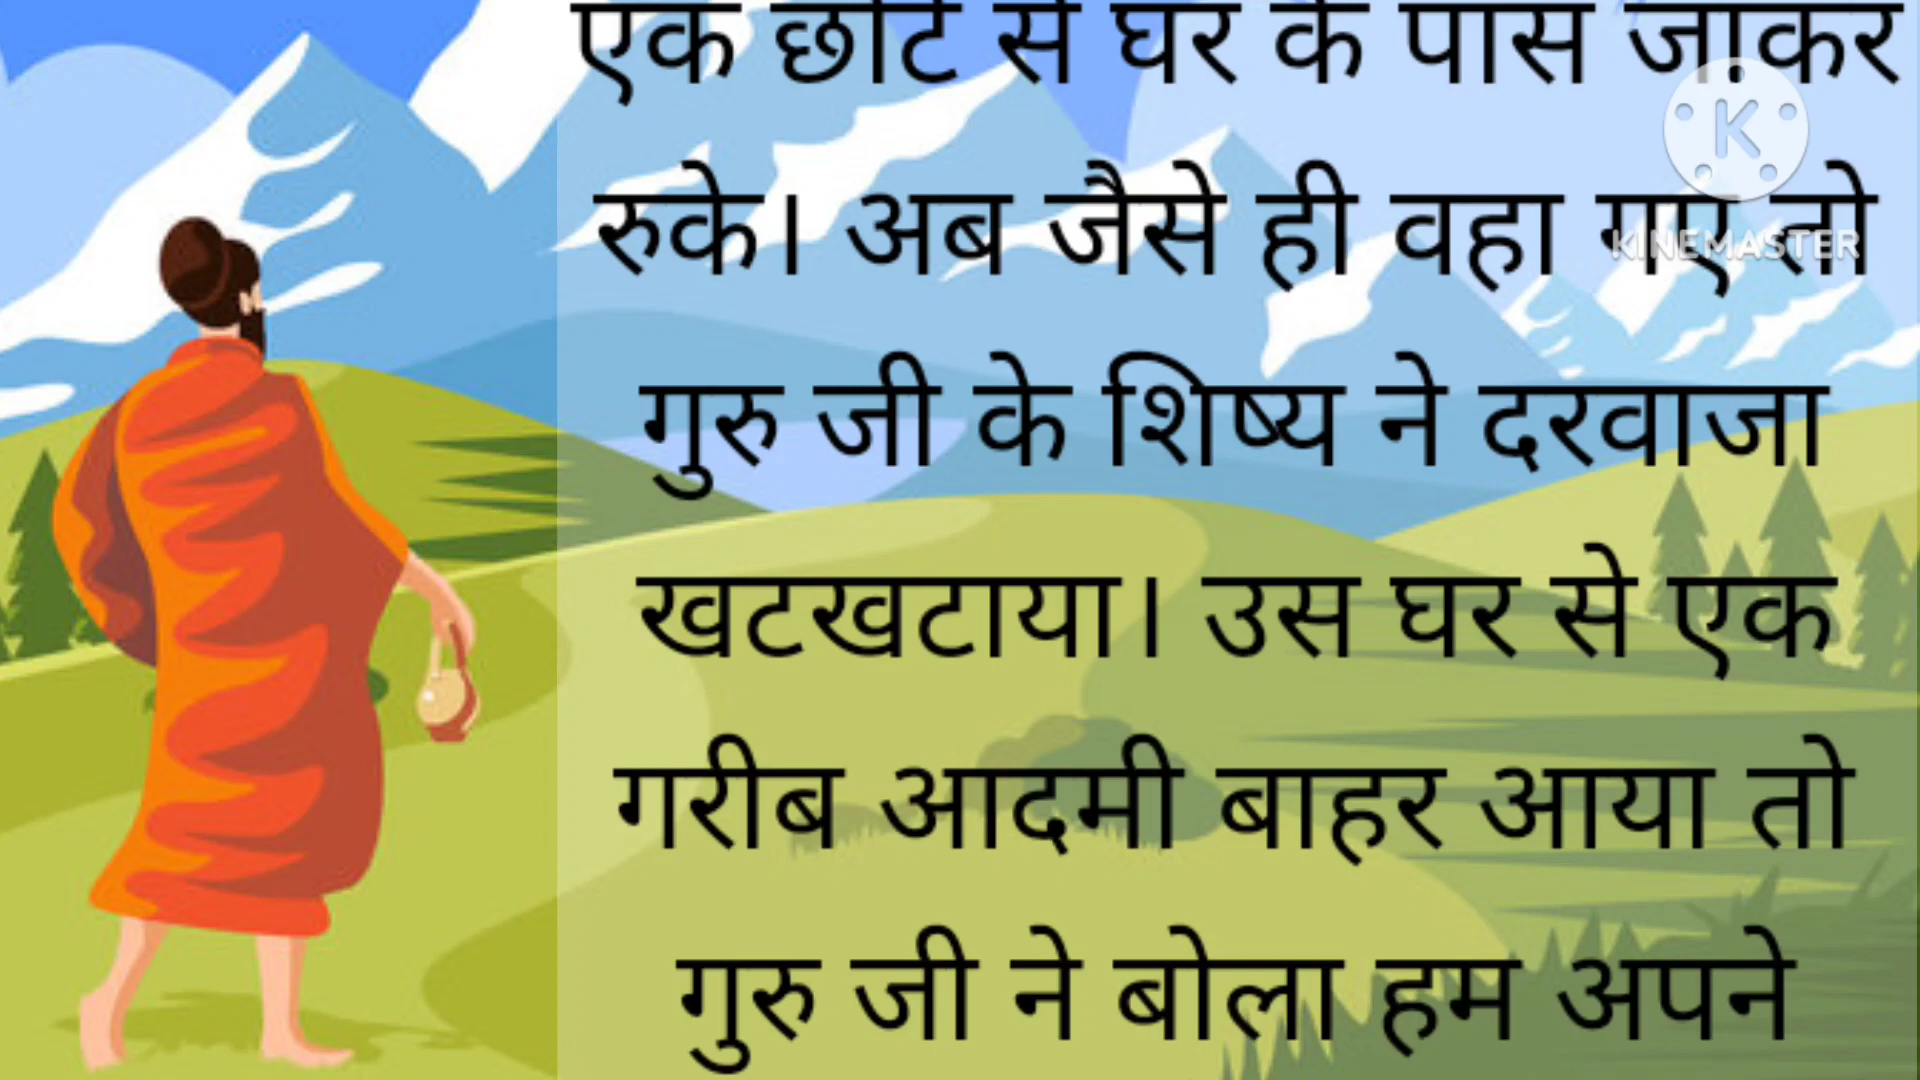 एक छोटे से घर के पास जाकर
रुके। अब जैसे ही वहा गए तो
गुरु जी के शिष्य ने दरवाजा
खटखटाया। उस घर से एक
गरीब आदमी बाहर आया तो
गुरु जी ने बोला हम अपने
K
KINEMASTER